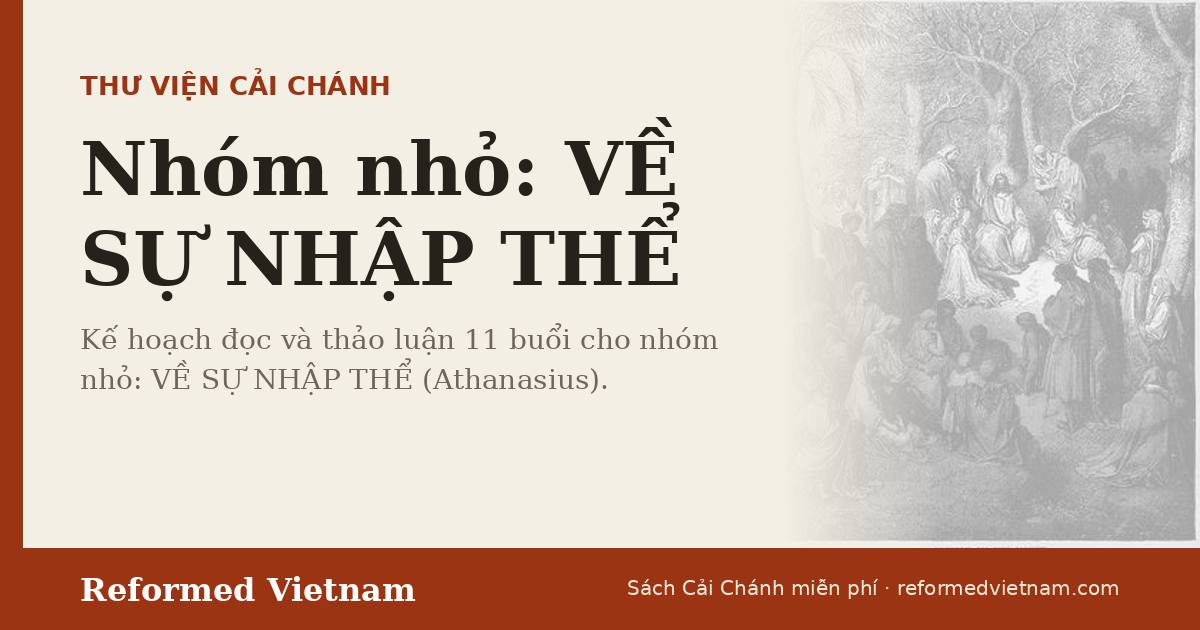 THƯ VIỆN CẢI CHÁNH
Nhóm nhỏ: VỀ
SỰ NHẬP THỂ
Kế hoạch đọc và thảo luận 11 buổi cho nhóm
nhỏ: VỀ SỰ NHẬP THỂ (Athanasius).
Reformed Vietnam
Sách Cải Chánh miễn phí · reformedvietnam.com